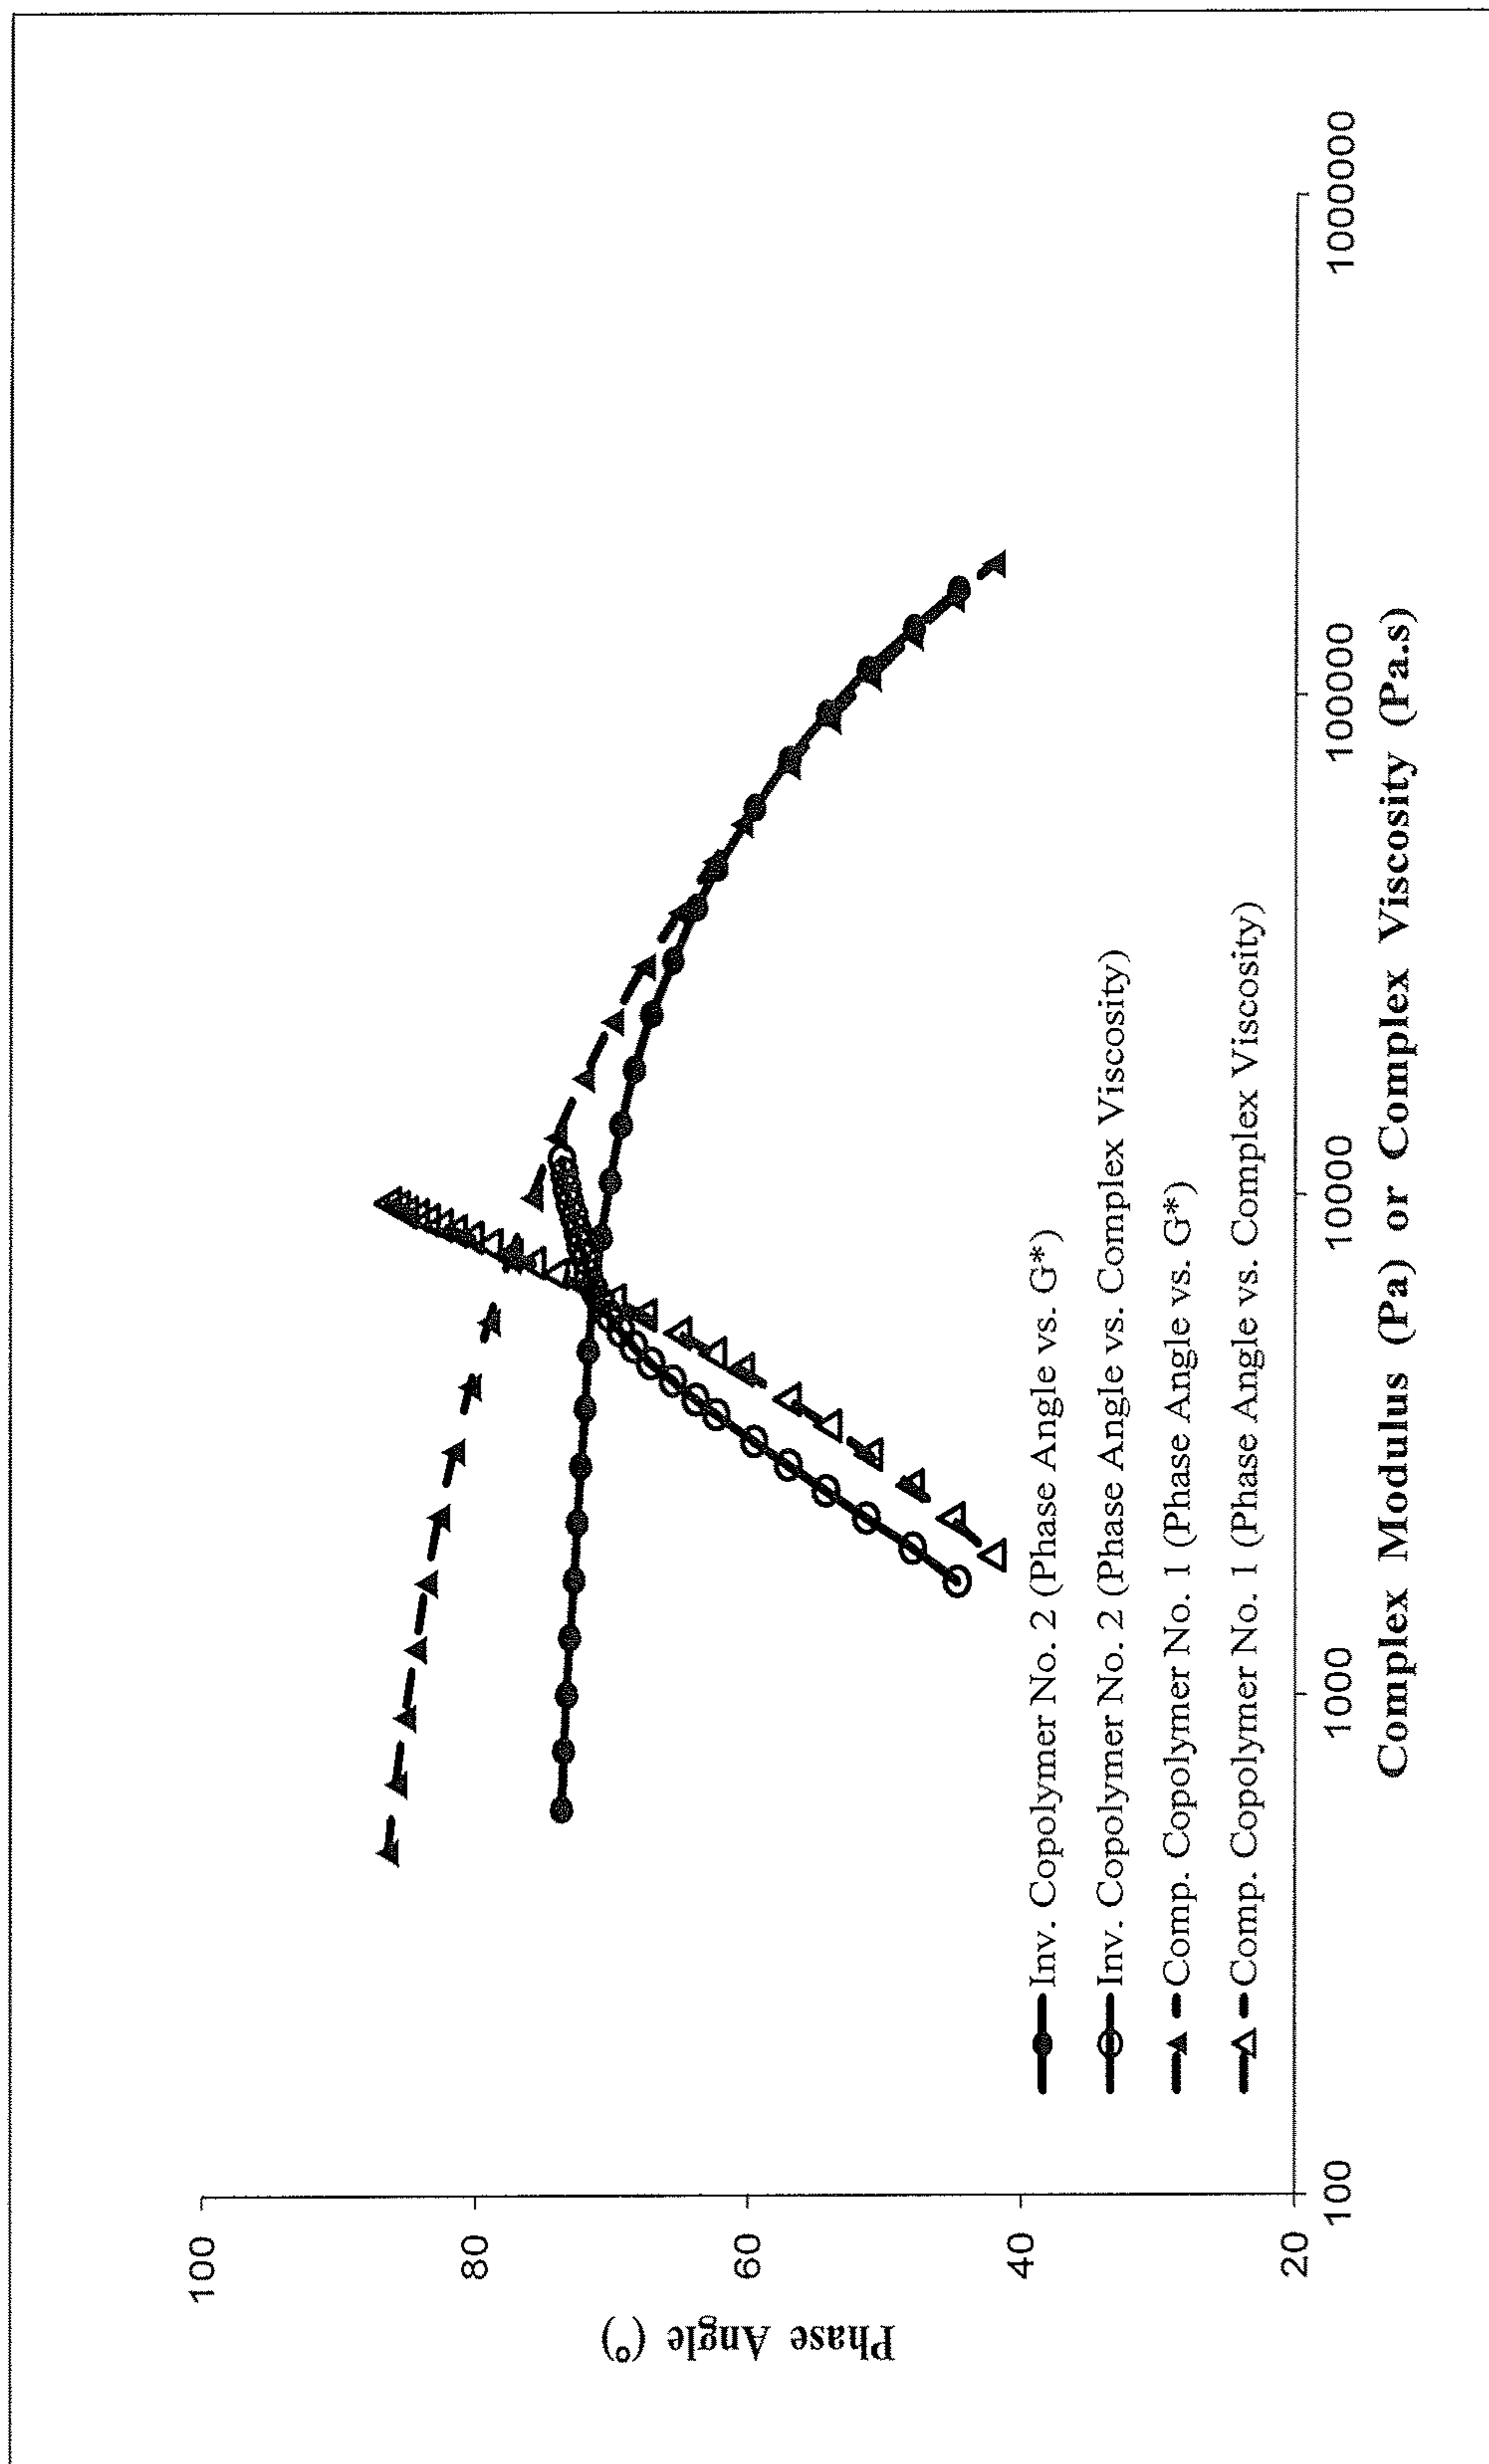 Phase Angle (°)
100
80
60
40
20
Inv. Copolymer No. 2 (Phase Angle vs. G*)
Inv. Copolymer No. 2 (Phase Angle vs. Complex Viscosity)
Comp. Copolymer No. 1 (Phase Angle vs. G*)
Comp. Copolymer No. 1 (Phase Angle vs. Complex Viscosity)
100
1000
10000
100000
1000000
Complex Modulus (Pa) or Complex Viscosity (Pa.s)